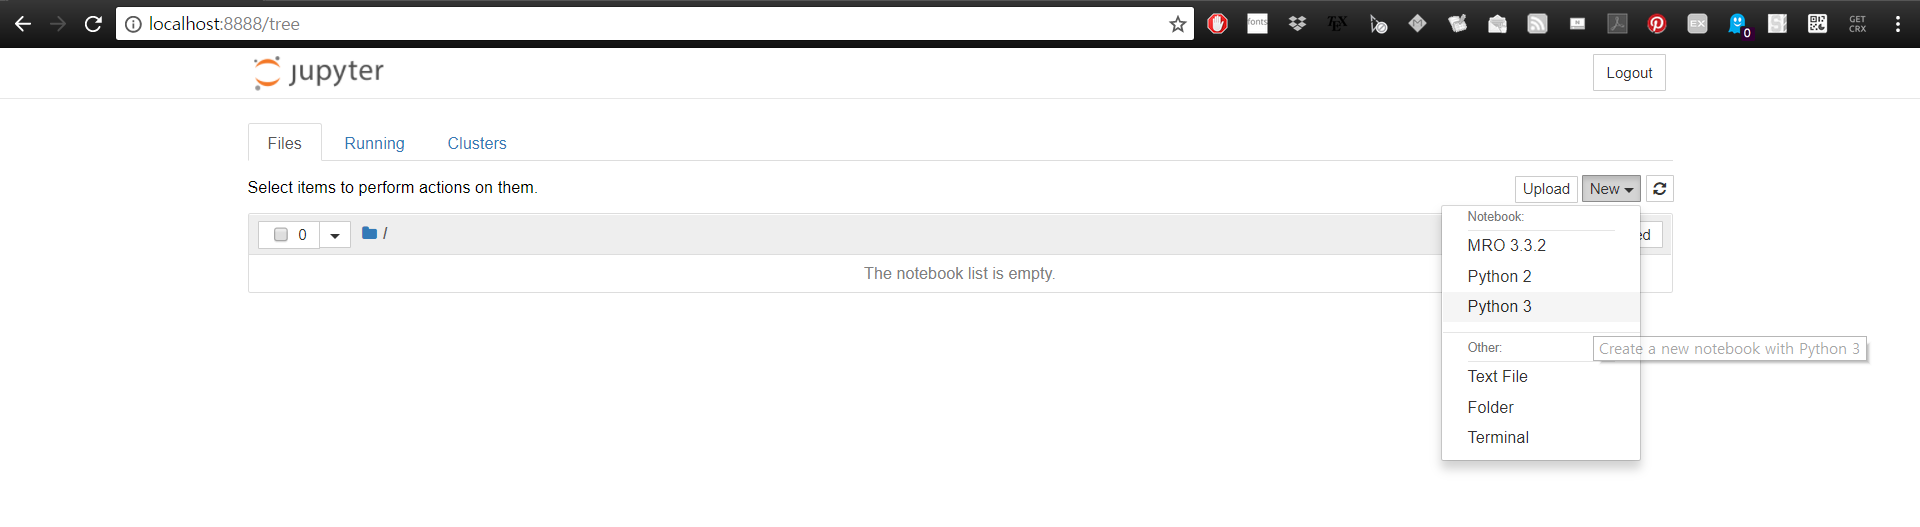 localhost:8888/tree
fonts
TEX
EX
0
GET
CRX
jupyter
Logout
Files
Running
Clusters
Select items to perform actions on them.
Upload
New
0
/
ed
The notebook list is empty.
Notebook:
MRO 3.3.2
Python 2
Python 3
Create a new notebook with Python 3
Other:
Text File
Folder
Terminal